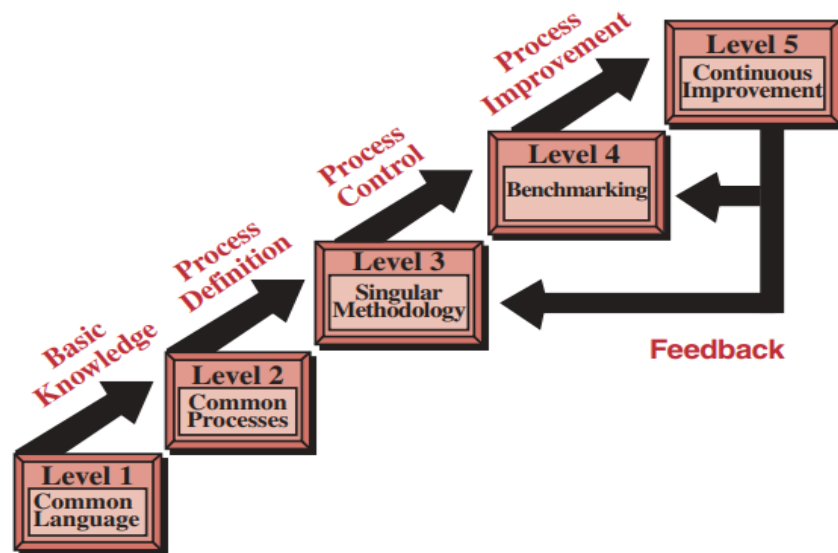 Level 5
Continuous
Improvement
Process
Improvement
Level 4
Benchmarking
Process
Control
Level 3
Singular
Methodology
Feedback
Process
Definition
Level 2
Common
Processes
Basic
Knowledge
Level 1
Common
Language